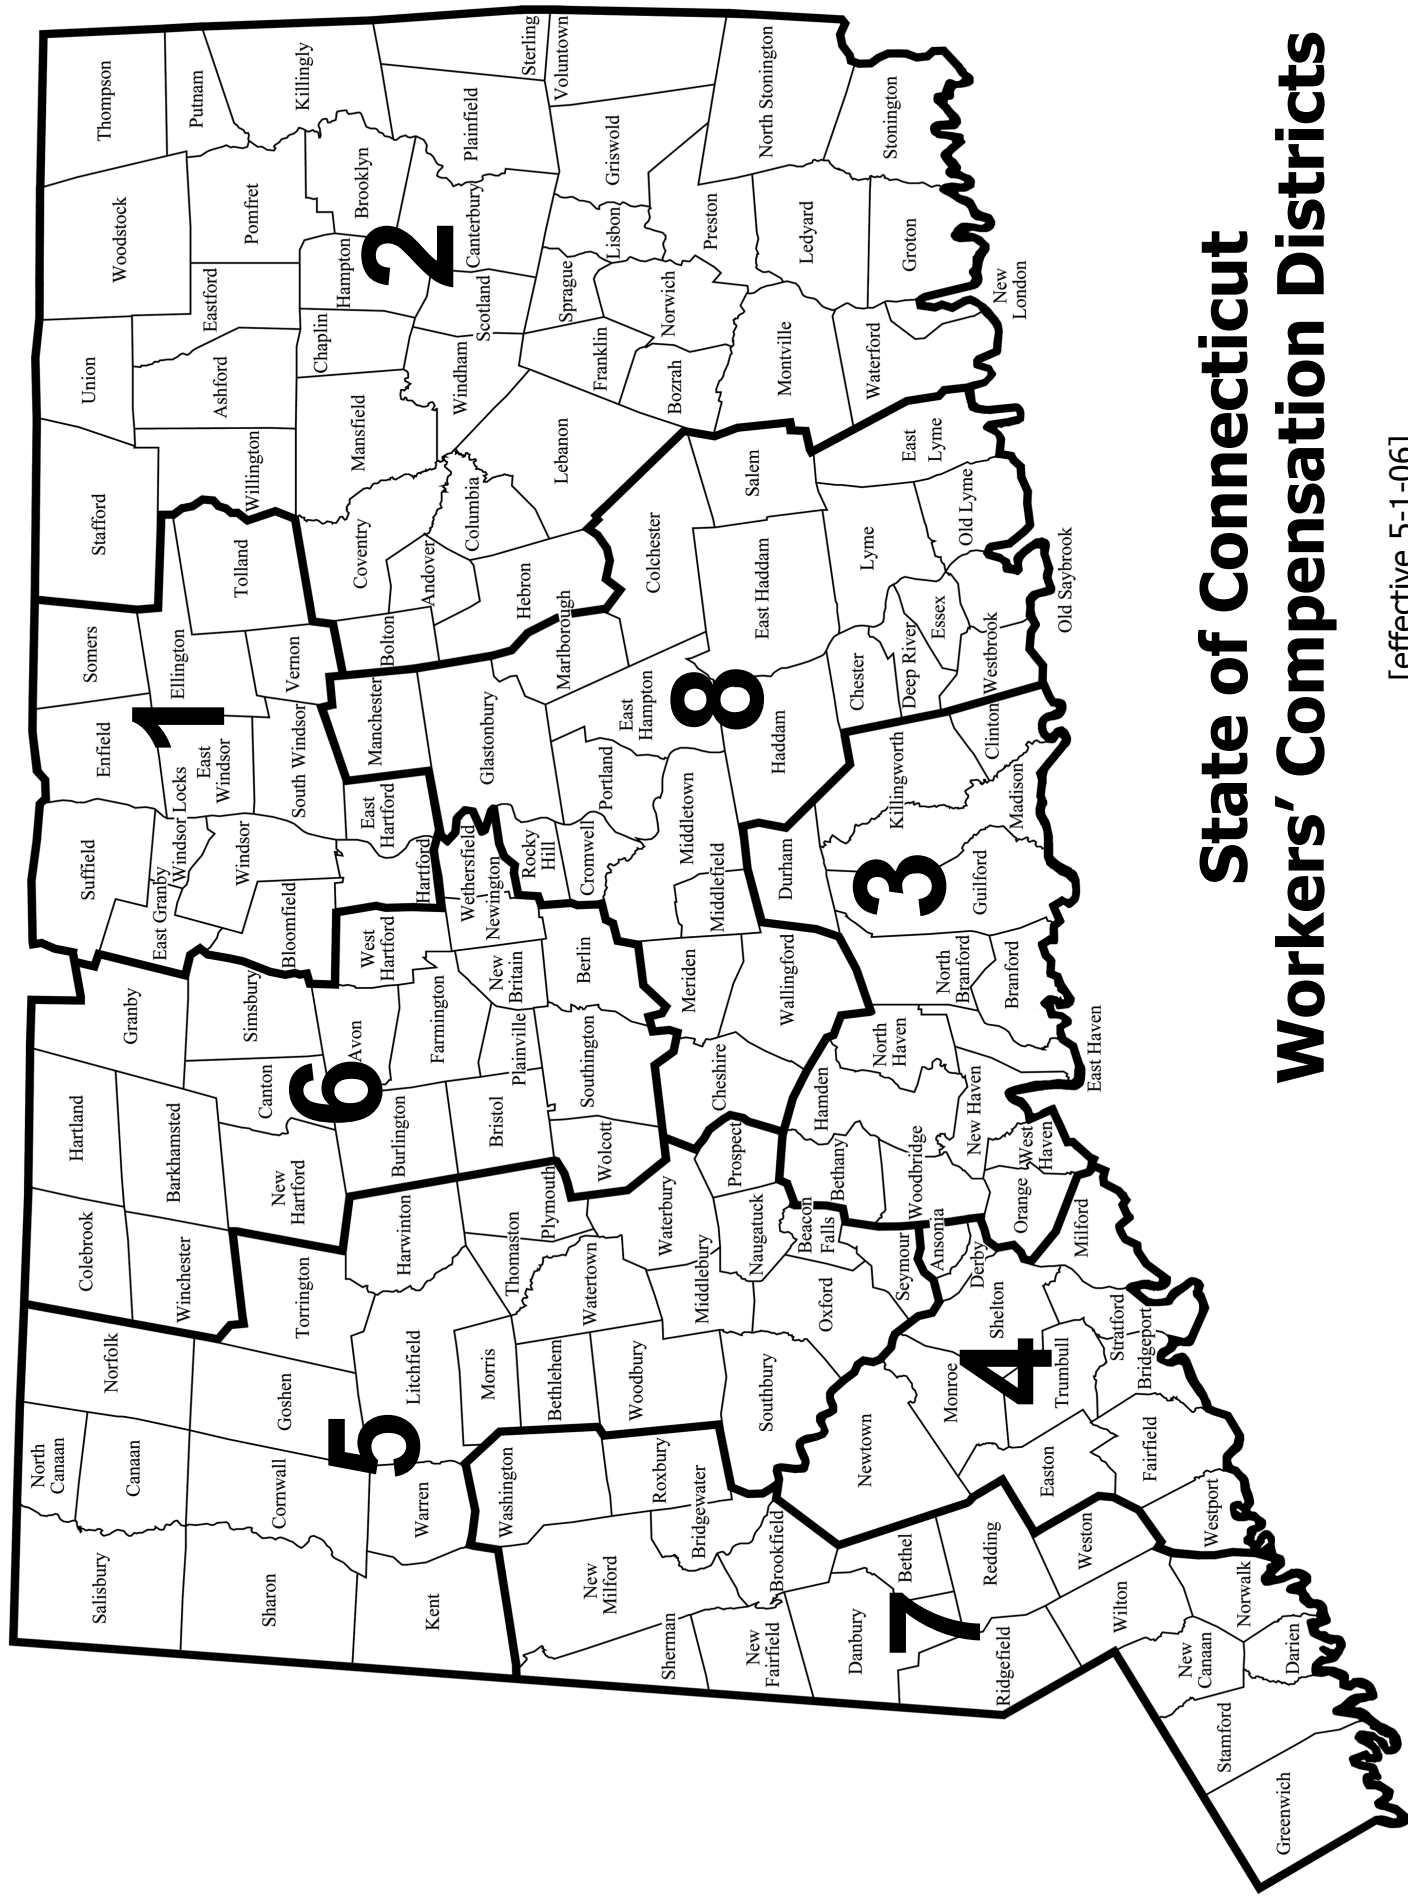 Salisbury
North
Canaan
Canaan
Norfolk
Colebrook
Hartland
Granby
Suffield
Enfield
Somers
Stafford
Union
Woodstock
Thompson
Sharon
Cornwall
Goshen
Winchester
Barkhamsted
Canton
Simsbury
East Granby
Windsor Locks
East
Windsor
Ellington
1
Tolland
Willington
Ashford
Eastford
Pomfret
Putnam
Killingly
Kent
Warren
5
Litchfield
Torrington
Harwinton
New
Hartford
Burlington
6
Avon
Bloomfield
Windsor
South Windsor
Vernon
West
Hartford
Hartford
East
Hartford
Manchester
Bolton
Coventry
Andover
Mansfield
Chaplin
Hampton
Brooklyn
2
Windham
Scotland
Canterbury
Plainfield
Sterling
Voluntown
Washington
Morris
Bethlehem
Watertown
Thomaston
Plymouth
Bristol
Farmington
Plainville
New
Britain
Newington
Wethersfield
Rocky
Hill
Glastonbury
Marlborough
Hebron
Columbia
Lebanon
Franklin
Sprague
Lisbon
Griswold
New
Milford
Sherman
Roxbury
Bridgewater
Woodbury
Middlebury
Waterbury
Wolcott
Southington
Berlin
Cromwell
Portland
East
Hampton
Colchester
Bozrah
Norwich
Preston
North Stonington
New
Fairfield
Brookfield
Southbury
Oxford
Naugatuck
Beacon
Falls
Prospect
Cheshire
Meriden
Wallingford
Middlefield
Middletown
8
Haddam
East Haddam
Salem
Montville
Ledyard
Stonington
Danbury
7
Bethel
Newtown
Monroe
Seymour
Ansonia
Derby
Bethany
Woodbridge
Hamden
North
Haven
Durham
3
Killingworth
Chester
Deep River
Essex
Lyme
East
Lyme
Waterford
Groton
New
London
Ridgefield
Redding
Easton
4
Shelton
Trumbull
Orange
West
Haven
New Haven
North
Branford
Branford
East Haven
Guilford
Madison
Clinton
Westbrook
Old Lyme
Old Saybrook
Wilton
Weston
Westport
Fairfield
Bridgeport
Stratford
Milford
New
Canaan
Norwalk
Darien
Stamford
Greenwich
State of Connecticut
Workers’ Compensation Districts
[effective 5-1-06]